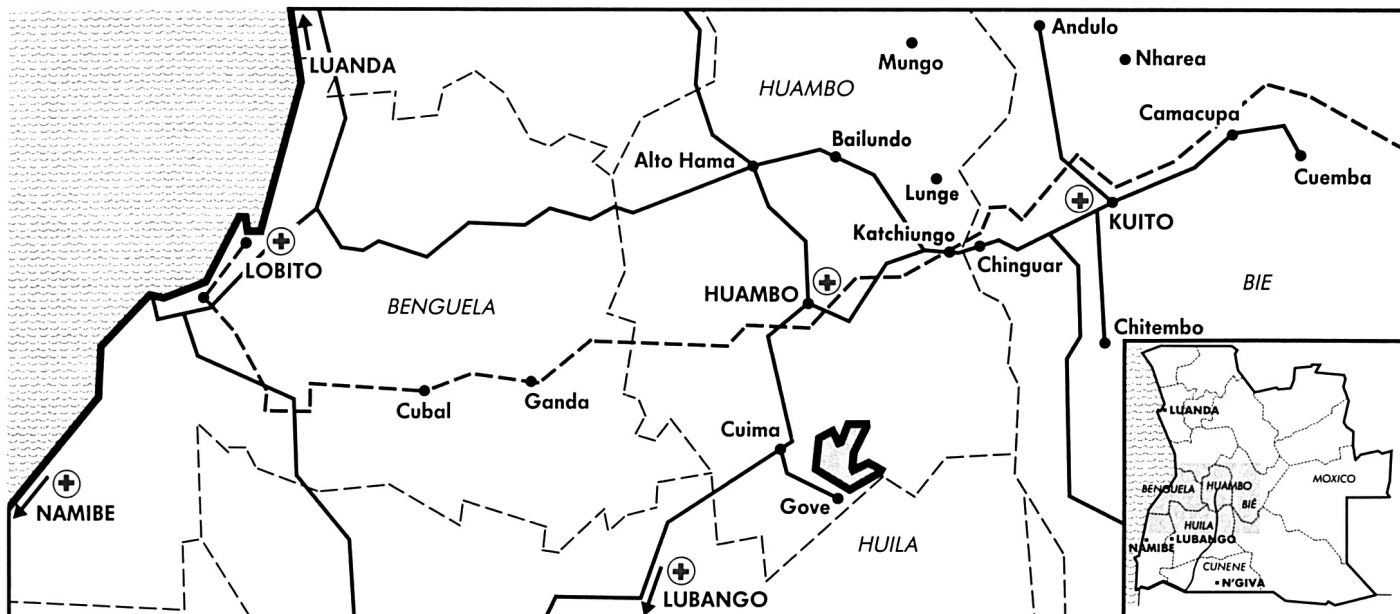 LUANDA
HUAMBO
Mungo
Andulo
Nharea
Camacupa
Cuemba
Alto Hama
Bailundo
Lunge
KUITO
Katchiungo
Chinguar
LOBITO
BENGUELA
HUAMBO
BIE
Chitembo
Cubal
Ganda
Cuima
Gove
HUILA
NAMIBE
LUBANGO
LUANDA
BENGUELA
HUAMBO
BIÉ
MOXICO
HUILA
NAMIBE
LUBANGO
CUNENE
N'GIVA